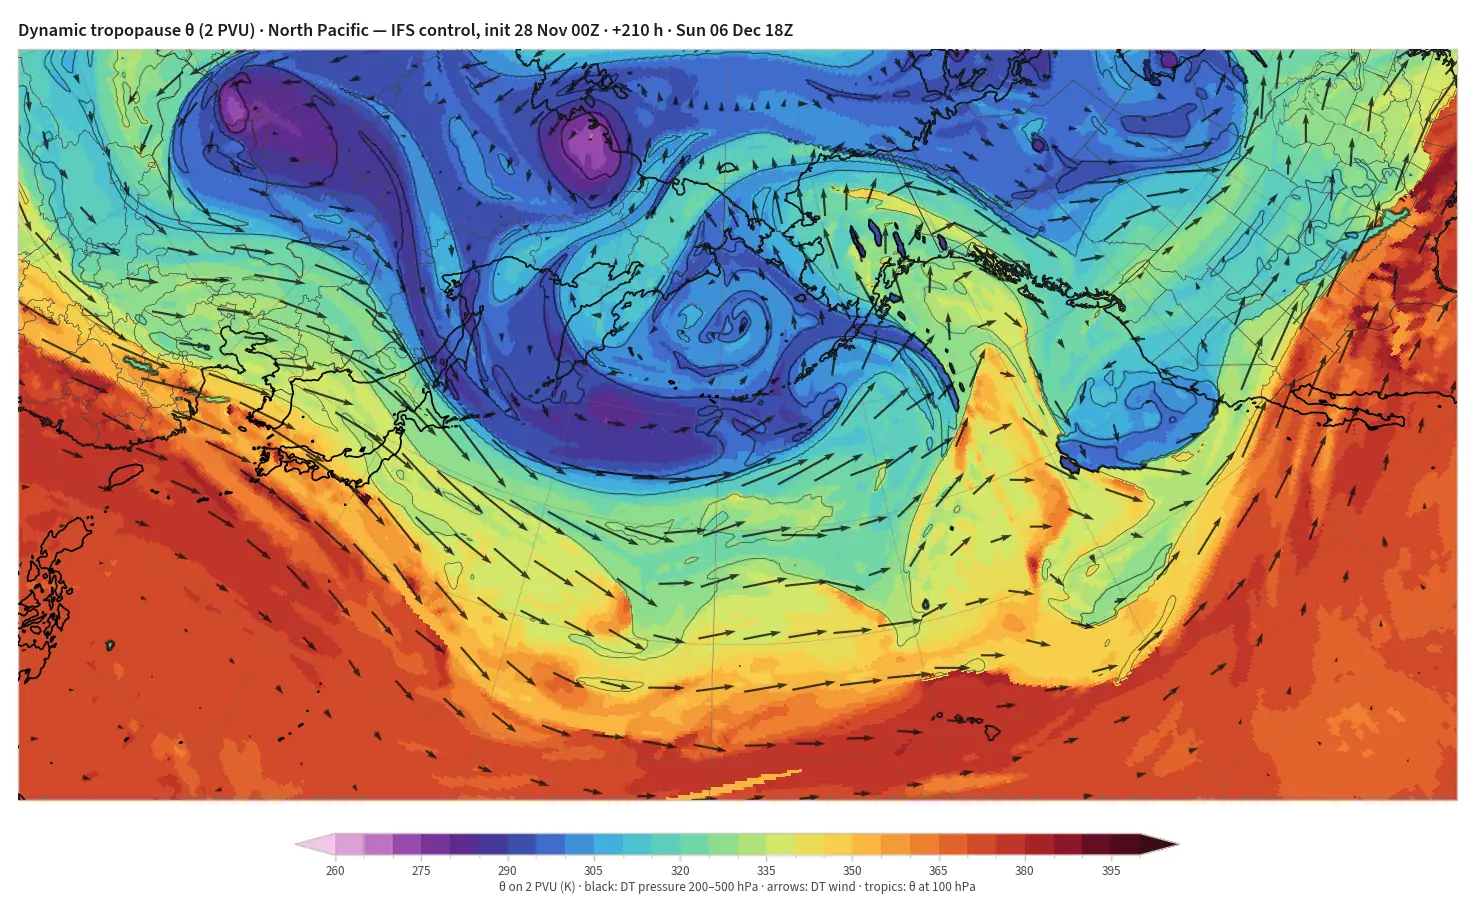 Dynamic tropopause θ (2 PVU) · North Pacific — IFS control, init 28 Nov 00Z · +210 h · Sun 06 Dec 18Z
260 275 290 305 320 335 350 365 380 395
θ on 2 PVU (K) · black: DT pressure 200–500 hPa · arrows: DT wind · tropics: θ at 100 hPa